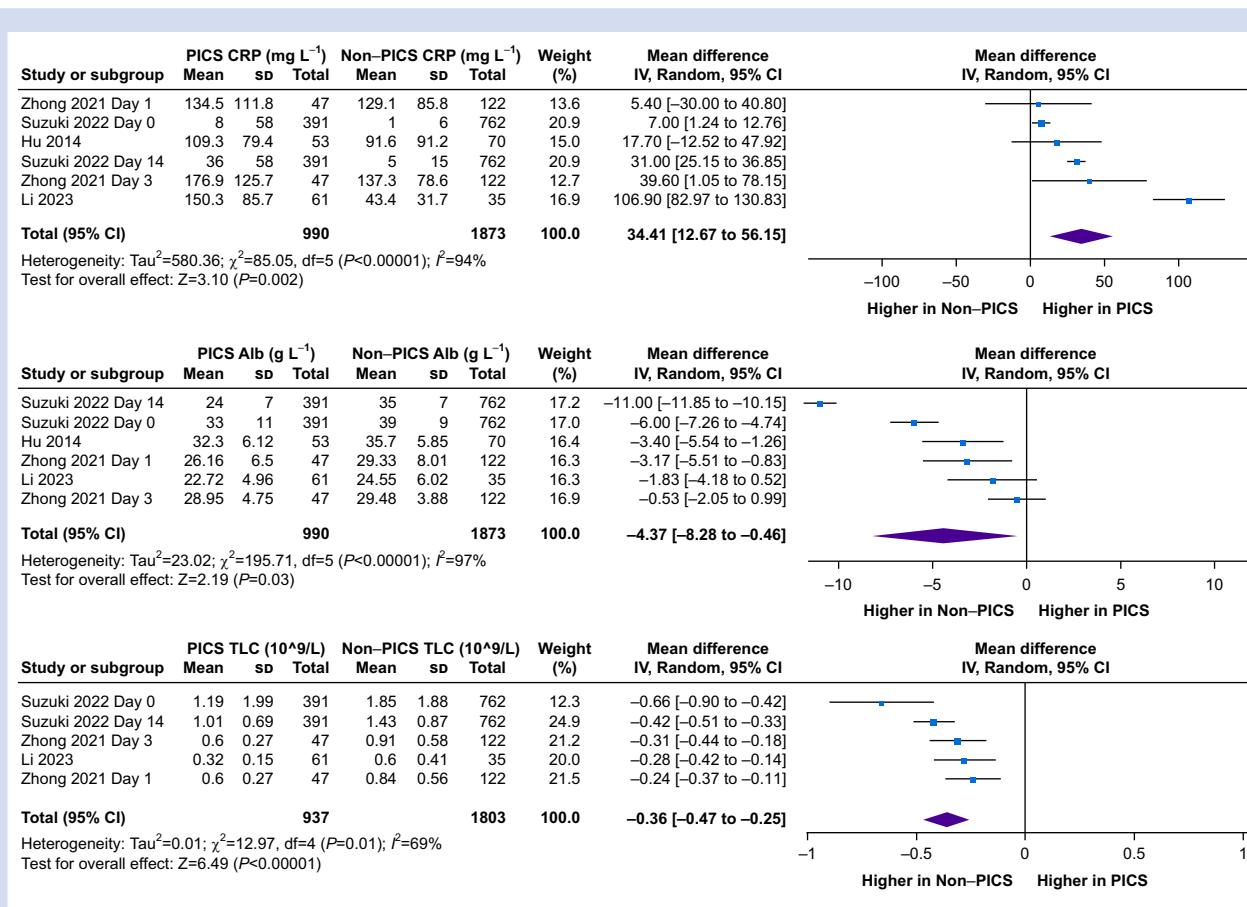 PICS CRP (mg L⁻¹) Non–PICS CRP (mg L⁻¹) Weight Mean difference Mean difference
Study or subgroup Mean SD Total Mean SD Total (%) IV, Random, 95% CI IV, Random, 95% CI
Zhong 2021 Day 1 134.5 111.8 47 129.1 85.8 122 13.6 5.40 [–30.00 to 40.80]
Suzuki 2022 Day 0 8 58 391 1 6 762 20.9 7.00 [1.24 to 12.76]
Hu 2014 109.3 79.4 53 91.6 91.2 70 15.0 17.70 [–12.52 to 47.92]
Suzuki 2022 Day 14 36 58 391 5 15 762 20.9 31.00 [25.15 to 36.85]
Zhong 2021 Day 3 176.9 125.7 47 137.3 78.6 122 12.7 39.60 [1.05 to 78.15]
Li 2023 150.3 85.7 61 43.4 31.7 35 16.9 106.90 [82.97 to 130.83]
Total (95% CI) 990 1873 100.0 34.41 [12.67 to 56.15]
Heterogeneity: Tau²=580.36; χ²=85.05, df=5 (P<0.00001); I²=94%
Test for overall effect: Z=3.10 (P=0.002)
–100 –50 0 50 100
Higher in Non–PICS Higher in PICS
PICS Alb (g L⁻¹) Non–PICS Alb (g L⁻¹) Weight Mean difference Mean difference
Study or subgroup Mean SD Total Mean SD Total (%) IV, Random, 95% CI IV, Random, 95% CI
Suzuki 2022 Day 14 24 7 391 35 7 762 17.2 –11.00 [–11.85 to –10.15]
Suzuki 2022 Day 0 33 11 391 39 9 762 17.0 –6.00 [–7.26 to –4.74]
Hu 2014 32.3 6.12 53 35.7 5.85 70 16.4 –3.40 [–5.54 to –1.26]
Zhong 2021 Day 1 26.16 6.5 47 29.33 8.01 122 16.3 –3.17 [–5.51 to –0.83]
Li 2023 22.72 4.96 61 24.55 6.02 35 16.3 –1.83 [–4.18 to 0.52]
Zhong 2021 Day 3 28.95 4.75 47 29.48 3.88 122 16.9 –0.53 [–2.05 to 0.99]
Total (95% CI) 990 1873 100.0 –4.37 [–8.28 to –0.46]
Heterogeneity: Tau²=23.02; χ²=195.71, df=5 (P<0.00001); I²=97%
Test for overall effect: Z=2.19 (P=0.03)
–10 –5 0 5 10
Higher in Non–PICS Higher in PICS
PICS TLC (10^9/L) Non–PICS TLC (10^9/L) Weight Mean difference Mean difference
Study or subgroup Mean SD Total Mean SD Total (%) IV, Random, 95% CI IV, Random, 95% CI
Suzuki 2022 Day 0 1.19 1.99 391 1.85 1.88 762 12.3 –0.66 [–0.90 to –0.42]
Suzuki 2022 Day 14 1.01 0.69 391 1.43 0.87 762 24.9 –0.42 [–0.51 to –0.33]
Zhong 2021 Day 3 0.6 0.27 47 0.91 0.58 122 21.2 –0.31 [–0.44 to –0.18]
Li 2023 0.32 0.15 61 0.6 0.41 35 20.0 –0.28 [–0.42 to –0.14]
Zhong 2021 Day 1 0.6 0.27 47 0.84 0.56 122 21.5 –0.24 [–0.37 to –0.11]
Total (95% CI) 937 1803 100.0 –0.36 [–0.47 to –0.25]
Heterogeneity: Tau²=0.01; χ²=12.97, df=4 (P=0.01); I²=69%
Test for overall effect: Z=6.49 (P<0.00001)
–1 –0.5 0 0.5 1
Higher in Non–PICS Higher in PICS